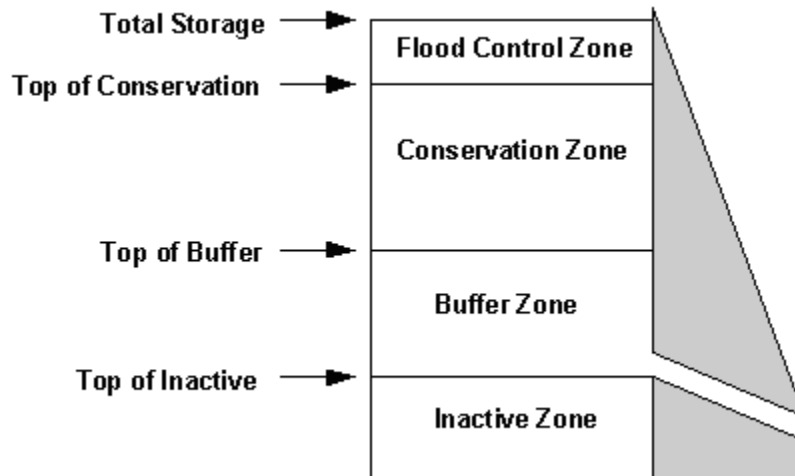 Total Storage
Flood Control Zone
Top of Conservation
Conservation Zone
Top of Buffer
Buffer Zone
Top of Inactive
Inactive Zone